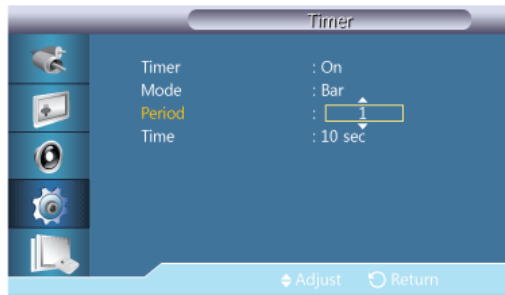 Timer
Timer : On
Mode : Bar
Period : 1
Time : 10 sec
Adjust Return